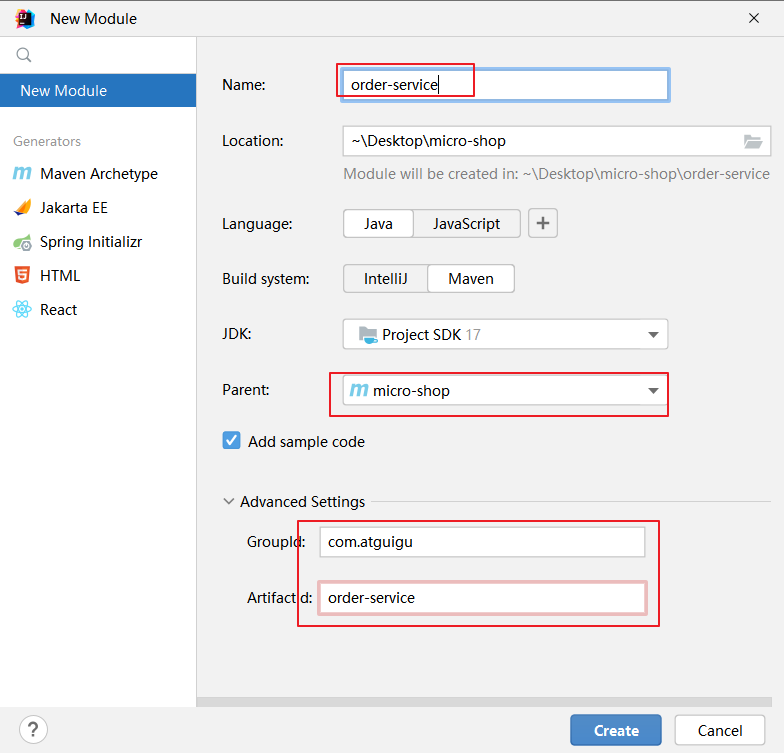 New Module
New Module
Generators
Maven Archetype
Jakarta EE
Spring Initializr
HTML
React
Name: order-service
Location: ~\Desktop\micro-shop
Module will be created in: ~\Desktop\micro-shop\order-service
Language: Java JavaScript +
Build system: IntelliJ Maven
JDK: Project SDK 17
Parent: m micro-shop
Add sample code
Advanced Settings
GroupId: com.atguigu
ArtifactId: order-service
? Create Cancel